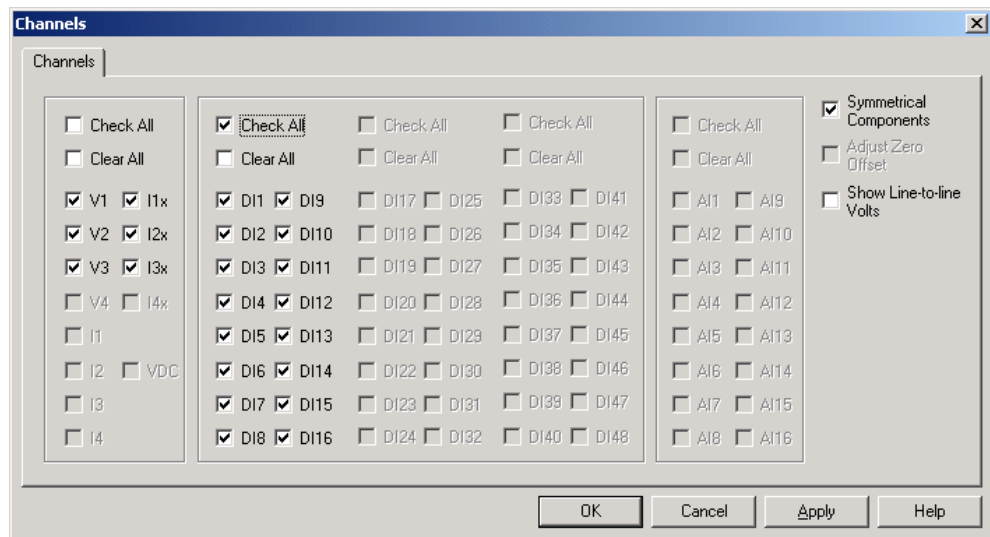 Channels
Channels
Check All Check All Check All Check All Check All Symmetrical Components
Clear All Clear All Clear All Clear All Clear All Adjust Zero Offset
V1 I1x DI1 DI9 DI17 DI25 DI33 DI41 AI1 AI9 Show Line-to-line Volts
V2 I2x DI2 DI10 DI18 DI26 DI34 DI42 AI2 AI10
V3 I3x DI3 DI11 DI19 DI27 DI35 DI43 AI3 AI11
V4 I4x DI4 DI12 DI20 DI28 DI36 DI44 AI4 AI12
I1 DI5 DI13 DI21 DI29 DI37 DI45 AI5 AI13
I2 VDC DI6 DI14 DI22 DI30 DI38 DI46 AI6 AI14
I3 DI7 DI15 DI23 DI31 DI39 DI47 AI7 AI15
I4 DI8 DI16 DI24 DI32 DI40 DI48 AI8 AI16
OK Cancel Apply Help